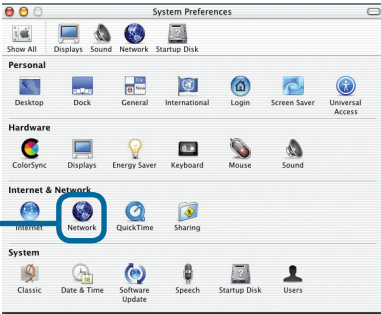 System Preferences
Show All Displays Sound Network Startup Disk
Personal
Desktop Dock General International Login Screen Saver Universal Access
Hardware
ColorSync Displays Energy Saver Keyboard Mouse Sound
Internet & Network
Internet Network QuickTime Sharing
System
Classic Date & Time Software Update Speech Startup Disk Users